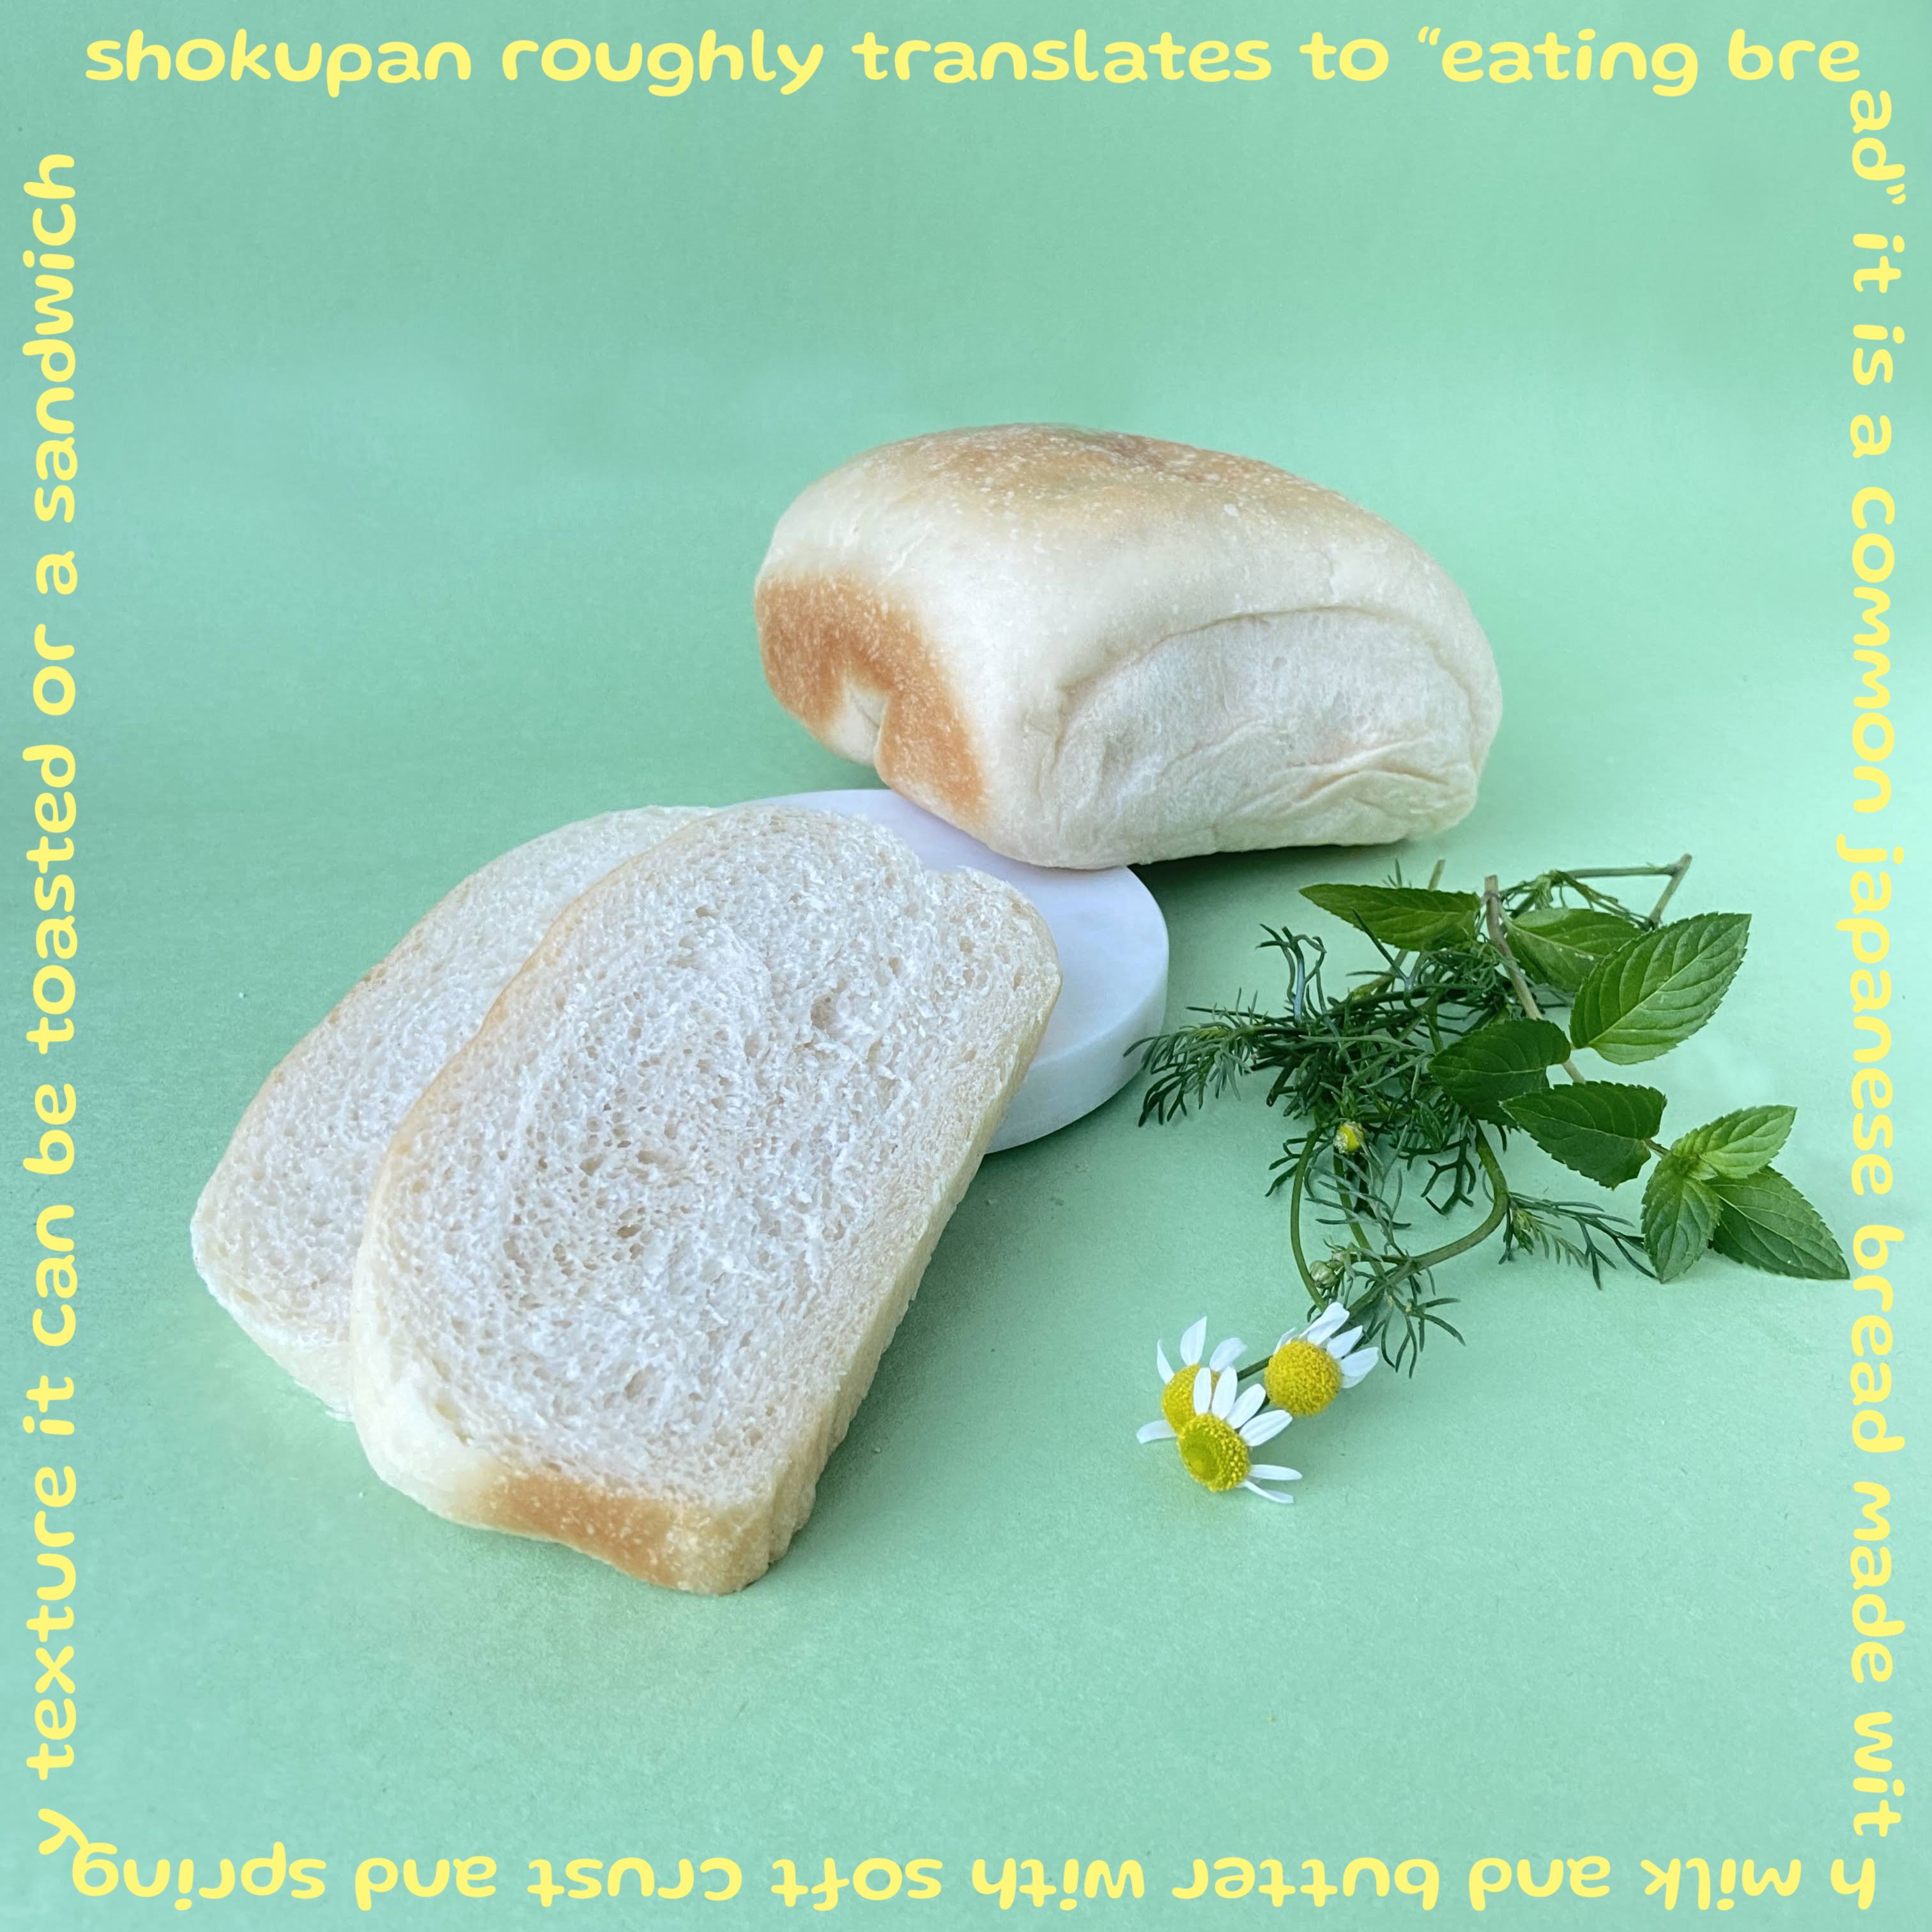 shokupan roughly translates to “eating bre
ad” it is a common japanese bread made wit
h milk and butter with soft crust and spring
y texture it can be toasted or a sandwich